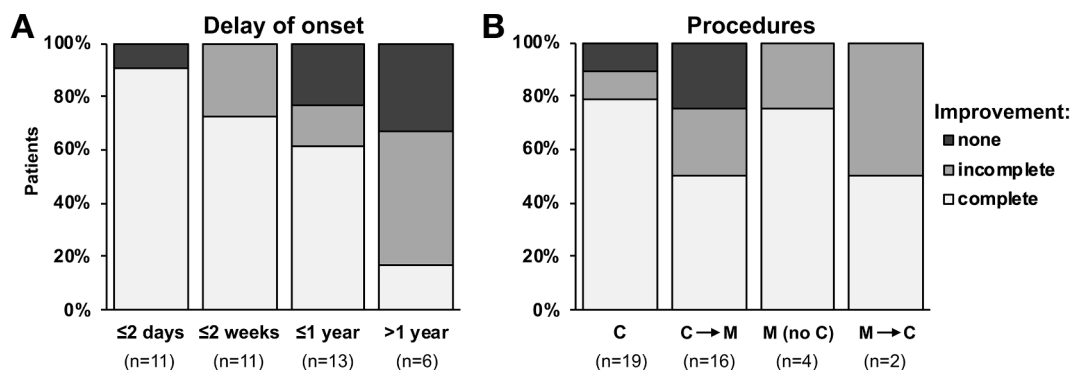 A
Delay of onset
Patients
100%
80%
60%
40%
20%
0%
≤2 days ≤2 weeks ≤1 year >1 year
(n=11) (n=11) (n=13) (n=6)
B
Procedures
100%
80%
60%
40%
20%
0%
C C→M M (no C) M→C
(n=19) (n=16) (n=4) (n=2)
Improvement:
none
incomplete
complete